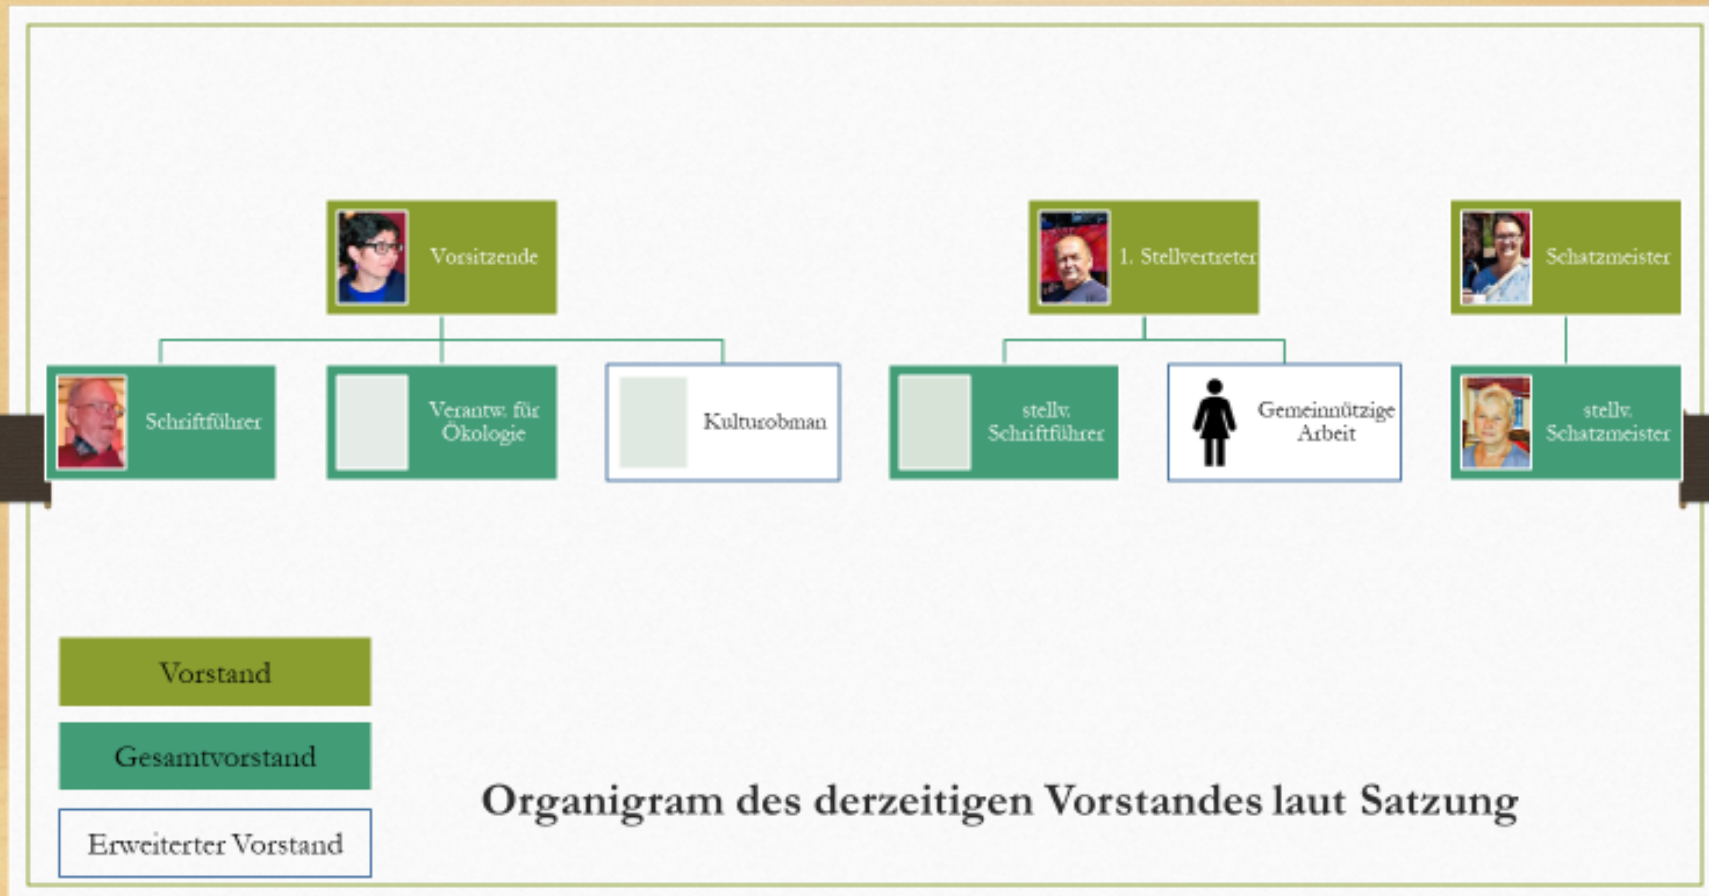 Vorsitzende
1. Stellvertreter
Schatzmeister
Schriftführer
Verantw. für
Ökologie
Kulturobman
stellv.
Schriftführer
Gemeinnützige
Arbeit
stellv.
Schatzmeister
Vorstand
Gesamtvorstand
Erweiterter Vorstand
Organigram des derzeitigen Vorstandes laut Satzung